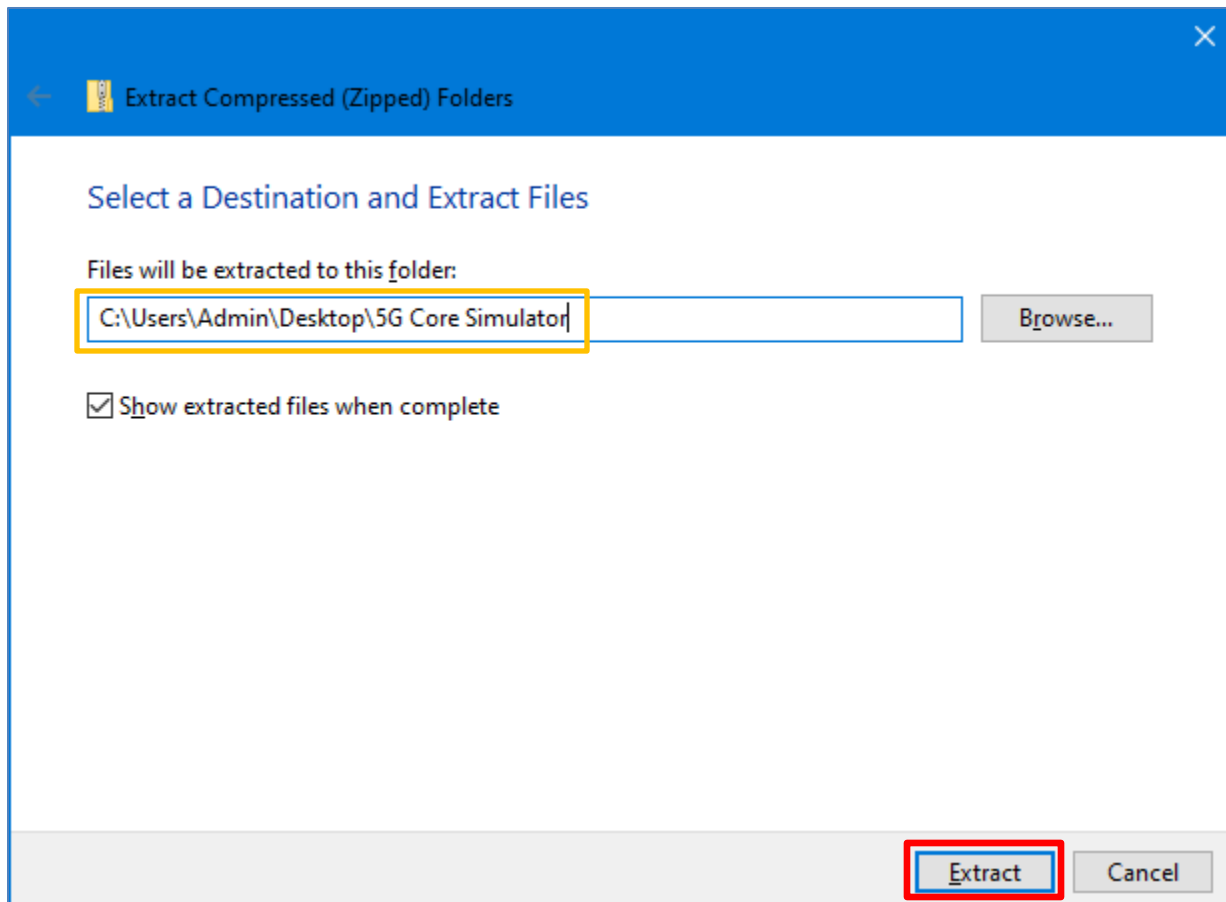 Extract Compressed (Zipped) Folders
Select a Destination and Extract Files
Files will be extracted to this folder:
C:\Users\Admin\Desktop\5G Core Simulator
Browse...
Show extracted files when complete
Extract
Cancel